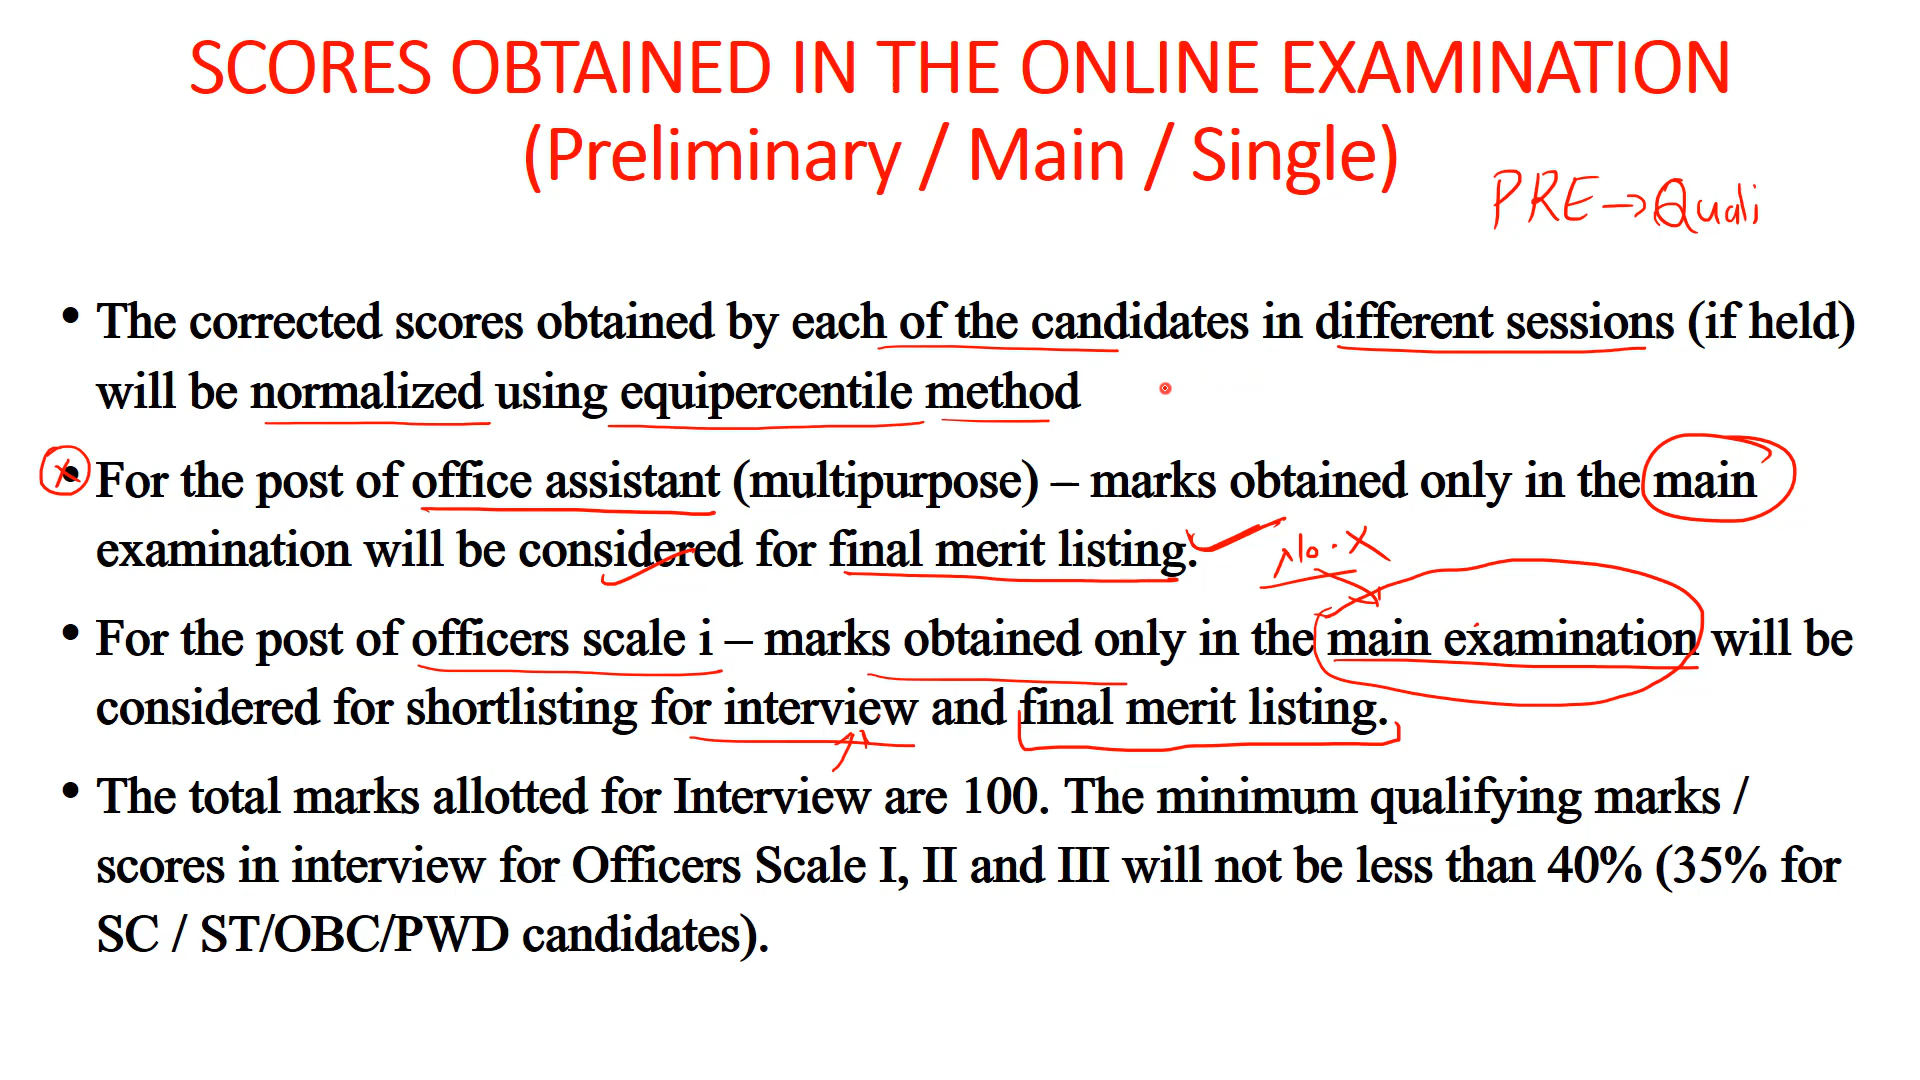 SCORES OBTAINED IN THE ONLINE EXAMINATION
(Preliminary / Main / Single)
PRE → Quali
• The corrected scores obtained by each of the candidates in different sessions (if held)
will be normalized using equipercentile method
• For the post of office assistant (multipurpose) – marks obtained only in the main
examination will be considered for final merit listing.
No. X
• For the post of officers scale i – marks obtained only in the main examination will be
considered for shortlisting for interview and final merit listing.
• The total marks allotted for Interview are 100. The minimum qualifying marks /
scores in interview for Officers Scale I, II and III will not be less than 40% (35% for
SC / ST/OBC/PWD candidates).